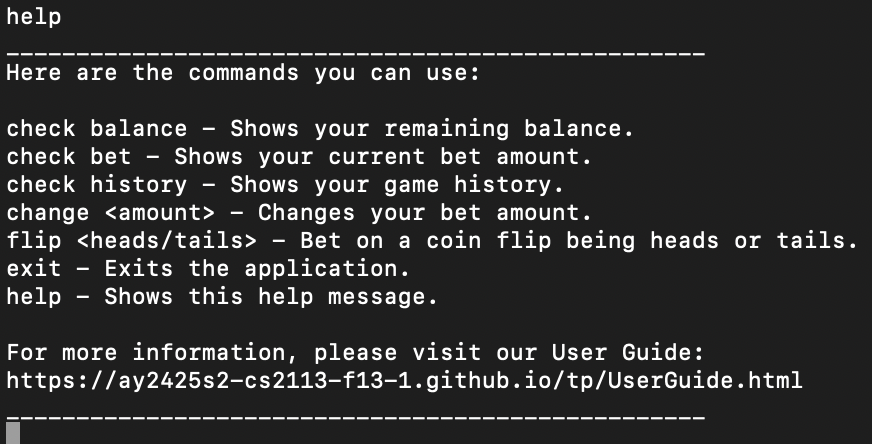 help
__________________________________________________
Here are the commands you can use:
check balance – Shows your remaining balance.
check bet – Shows your current bet amount.
check history – Shows your game history.
change <amount> – Changes your bet amount.
flip <heads/tails> – Bet on a coin flip being heads or tails.
exit – Exits the application.
help – Shows this help message.
For more information, please visit our User Guide:
https://ay2425s2-cs2113-f13-1.github.io/tp/UserGuide.html
__________________________________________________